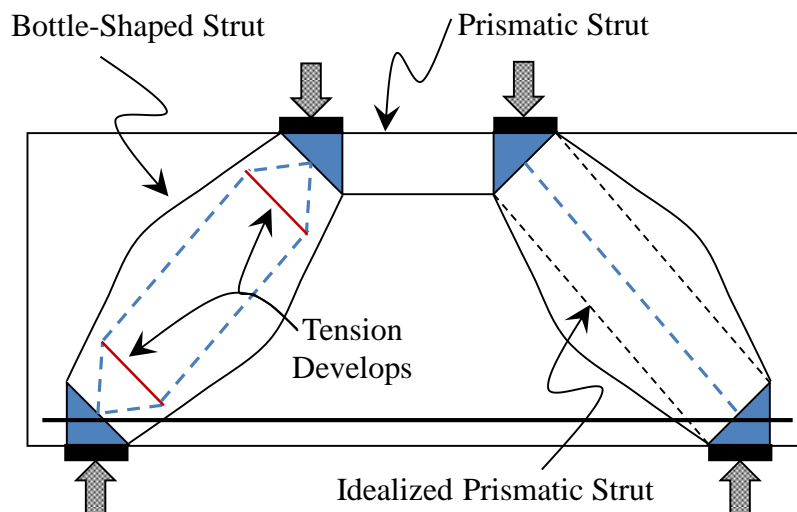 Bottle-Shaped Strut
Prismatic Strut
Tension
Develops
Idealized Prismatic Strut